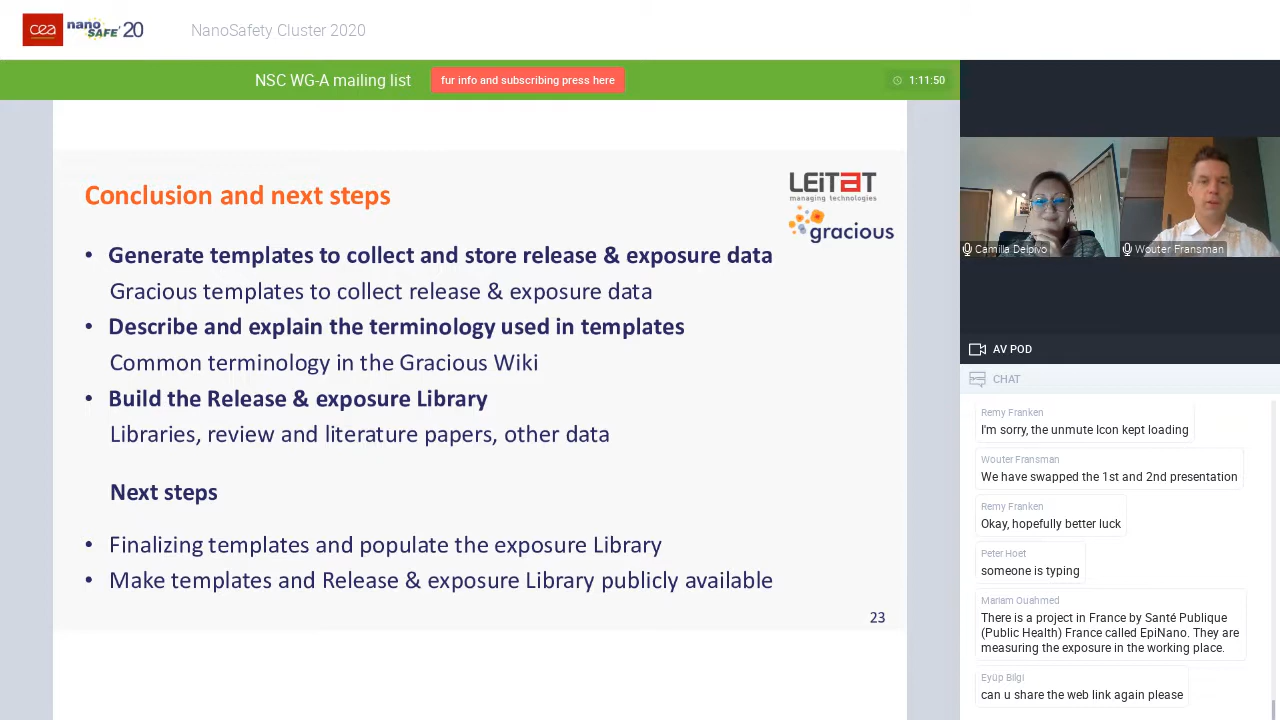 cea nano SAFE'20
NanoSafety Cluster 2020
NSC WG-A mailing list
fur info and subscribing press here
1:11:50
Conclusion and next steps
LEITAT
managing technologies
gracious
• Generate templates to collect and store release & exposure data
Gracious templates to collect release & exposure data
• Describe and explain the terminology used in templates
Common terminology in the Gracious Wiki
• Build the Release & exposure Library
Libraries, review and literature papers, other data
Next steps
• Finalizing templates and populate the exposure Library
• Make templates and Release & exposure Library publicly available
23
Camilla Delpivo
Wouter Fransman
AV POD
CHAT
Remy Franken
I'm sorry, the unmute Icon kept loading
Wouter Fransman
We have swapped the 1st and 2nd presentation
Remy Franken
Okay, hopefully better luck
Peter Hoet
someone is typing
Mariam Ouahmed
There is a project in France by Santé Publique
(Public Health) France called EpiNano. They are
measuring the exposure in the working place.
Eyüp Bilgi
can u share the web link again please